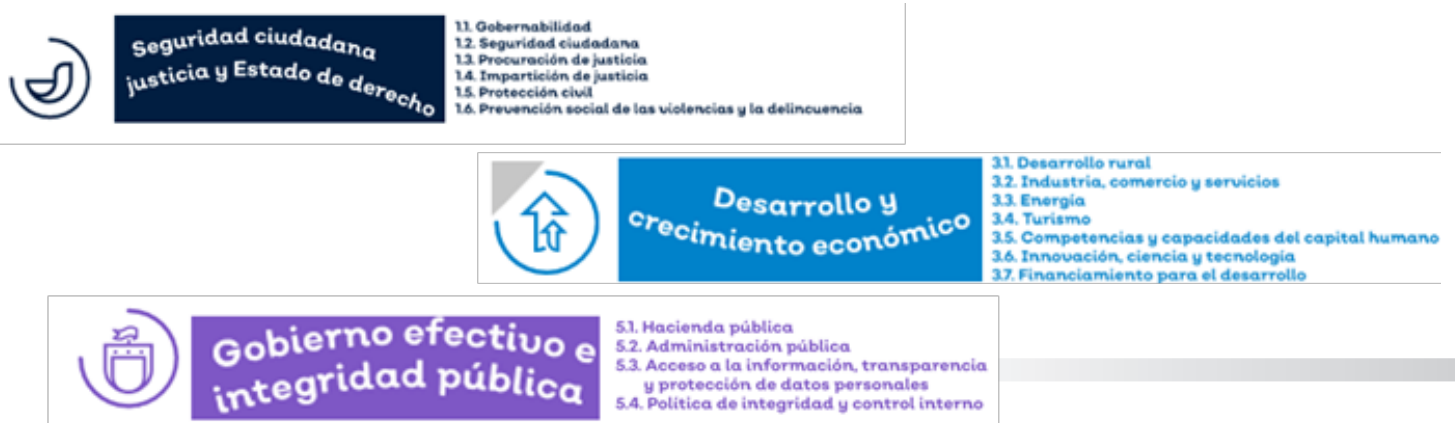 Seguridad ciudadana
justicia y Estado de derecho
1.1. Gobernabilidad
1.2. Seguridad ciudadana
1.3. Procuración de justicia
1.4. Impartición de justicia
1.5. Protección civil
1.6. Prevención social de las violencias y la delincuencia
Desarrollo y
crecimiento económico
3.1. Desarrollo rural
3.2. Industria, comercio y servicios
3.3. Energía
3.4. Turismo
3.5. Competencias y capacidades del capital humano
3.6. Innovación, ciencia y tecnología
3.7. Financiamiento para el desarrollo
Gobierno efectivo e
integridad pública
5.1. Hacienda pública
5.2. Administración pública
5.3. Acceso a la información, transparencia
y protección de datos personales
5.4. Política de integridad y control interno